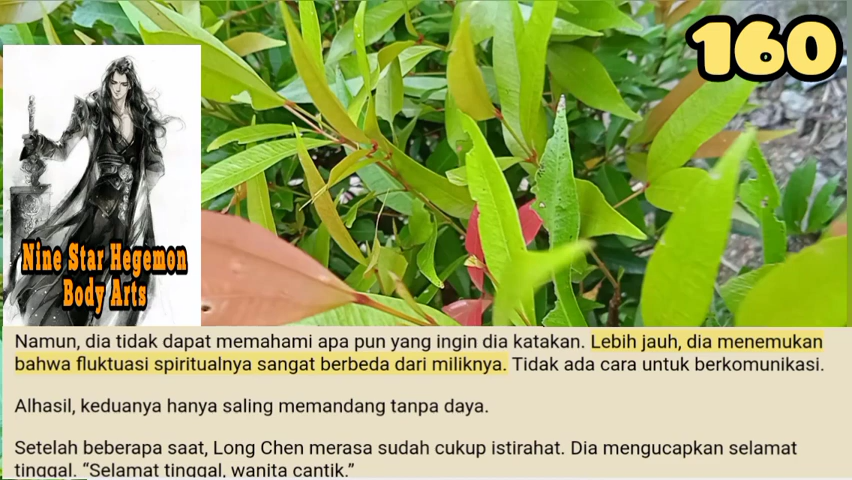 160
Nine Star Hegemon
Body Arts
Namun, dia tidak dapat memahami apa pun yang ingin dia katakan. Lebih jauh, dia menemukan
bahwa fluktuasi spiritualnya sangat berbeda dari miliknya. Tidak ada cara untuk berkomunikasi.
Alhasil, keduanya hanya saling memandang tanpa daya.
Setelah beberapa saat, Long Chen merasa sudah cukup istirahat. Dia mengucapkan selamat
tinggal. “Selamat tinggal, wanita cantik.”